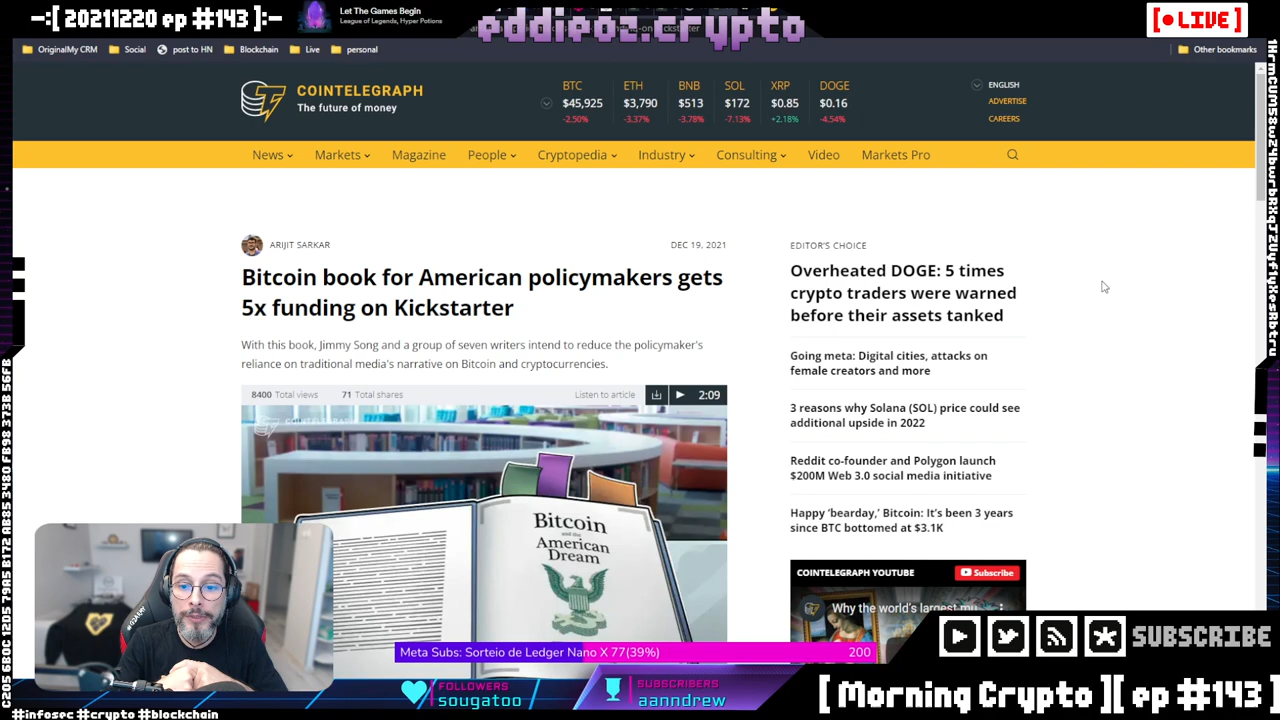 -:[ 20211220 ep #143 ]:-
Let The Games Begin
League of Legends, Hyper Potions
eddieoz.crypto
[ • LIVE ]
OriginalMy CRM
Social
post to HN
Blockchain
Live
personal
Other bookmarks
COINTELEGRAPH
The future of money
BTC ETH BNB SOL XRP DOGE
$45,925 $3,790 $513 $172 $0.85 $0.16
-2.50% -3.37% -3.78% -7.13% +2.18% -4.54%
ENGLISH
ADVERTISE
CAREERS
News Markets Magazine People Cryptopedia Industry Consulting Video Markets Pro
ARIJIT SARKAR
DEC 19, 2021
Bitcoin book for American policymakers gets
5x funding on Kickstarter
With this book, Jimmy Song and a group of seven writers intend to reduce the policymaker's
reliance on traditional media's narrative on Bitcoin and cryptocurrencies.
8400 Total views 71 Total shares Listen to article 2:09
Bitcoin
and the
American
Dream
EDITOR'S CHOICE
Overheated DOGE: 5 times
crypto traders were warned
before their assets tanked
Going meta: Digital cities, attacks on
female creators and more
3 reasons why Solana (SOL) price could see
additional upside in 2022
Reddit co-founder and Polygon launch
$200M Web 3.0 social media initiative
Happy ‘bearday,’ Bitcoin: It’s been 3 years
since BTC bottomed at $3.1K
COINTELEGRAPH YOUTUBE
Subscribe
Why the world's largest mu
Meta Subs: Sorteio de Ledger Nano X 77(39%) 200
FOLLOWERS
sougatoo
SUBSCRIBERS
aanndrew
SUBSCRIBE
[ Morning Crypto ][ ep #143 ]
#infosec #crypto #blockchain